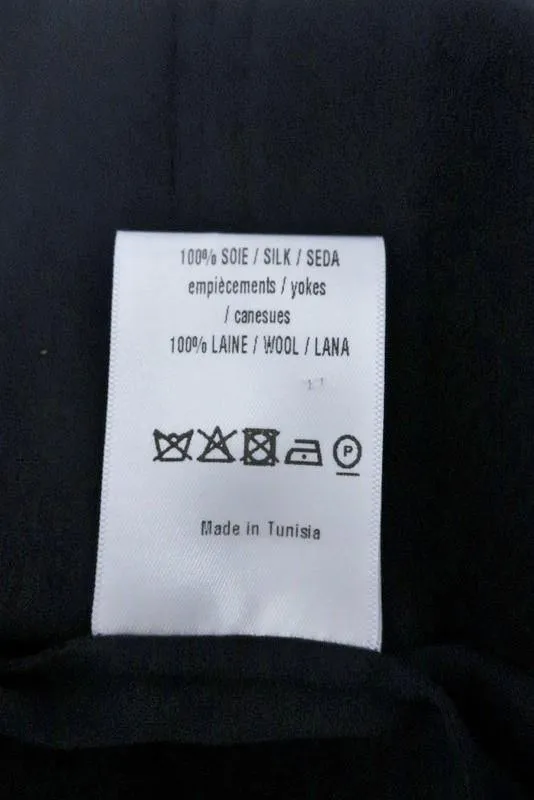 100% SOIE / SILK / SEDA
empiècements / yokes
/ canesues
100% LAINE / WOOL / LANA
P
Made in Tunisia